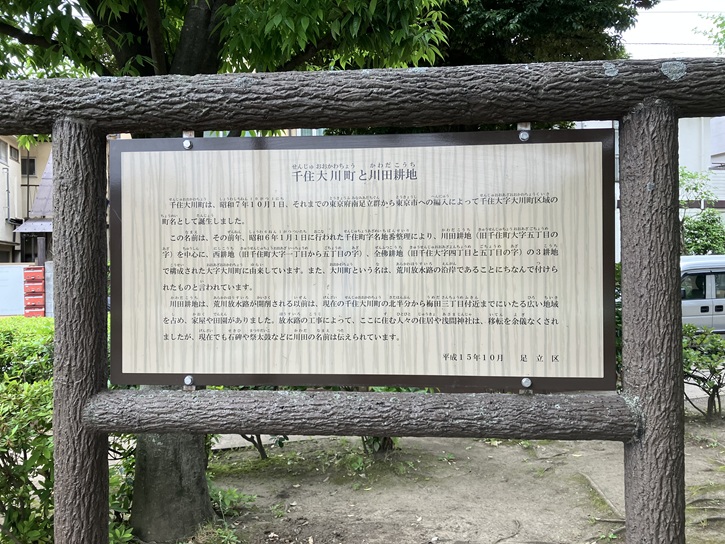 千住大川町と川田耕地
千住大川町は、昭和7年10月1日、それまでの東京府南足立群から東京市への編入によって千住大字大川町区域の
町名として誕生しました。
この名前は、その前年、昭和6年1月1日に行われた千住町字名地番整理により、川田耕地（旧千住町大字五丁目の
字）を中心に、西耕地（旧千住町大字一丁目から五丁目の字）、全佛耕地（旧千住大字四丁目と五丁目の字）の3耕地
で構成された大字大川町に由来しています。また、大川町という名は、荒川放水路の沿岸であることにちなんで付けら
れたものと言われています。
川田耕地は、荒川放水路が開削される以前は、現在の千住大川町の北半分から梅田三丁目付近までにいたる広い地域
を占め、家屋や田園がありました。放水路の工事によって、ここに住む人々の住居や浅間神社は、移転を余儀なくされ
ましたが、現在でも石碑や祭太鼓などに川田の名前は伝えられています。
平成15年10月　足立区